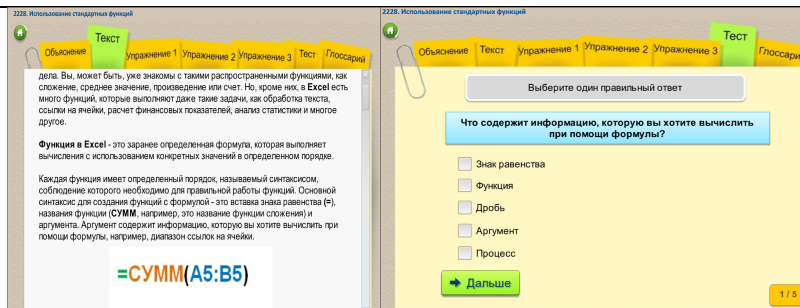 2228. Использование стандартных функций
Объяснение
Текст
Упражнение 1
Упражнение 2
Упражнение 3
Тест
Глоссарий
дела. Вы, может быть, уже знакомы с такими распространенными функциями, как
сложение, среднее значение, произведение или счет. Но, кроме них, в Excel есть
много функций, которые выполняют даже такие задачи, как обработка текста,
ссылки на ячейки, расчет финансовых показателей, анализ статистики и многое
другое.
Функция в Excel - это заранее определенная формула, которая выполняет
вычисления с использованием конкретных значений в определенном порядке.
Каждая функция имеет определенный порядок, называемый синтаксисом,
соблюдение которого необходимо для правильной работы функций. Основной
синтаксис для создания функций с формулой - это вставка знака равенства (=),
названия функции (СУММ, например, это название функции сложения) и
аргумента. Аргумент содержит информацию, которую вы хотите вычислить при
помощи формулы, например, диапазон ссылок на ячейки.
=СУММ(A5:B5)
2228. Использование стандартных функций
Объяснение
Текст
Упражнение 1
Упражнение 2
Упражнение 3
Тест
Глоссари
Выберите один правильный ответ
Что содержит информацию, которую вы хотите вычислить
при помощи формулы?
Знак равенства
Функция
Дробь
Аргумент
Процесс
Дальше
1 / 5